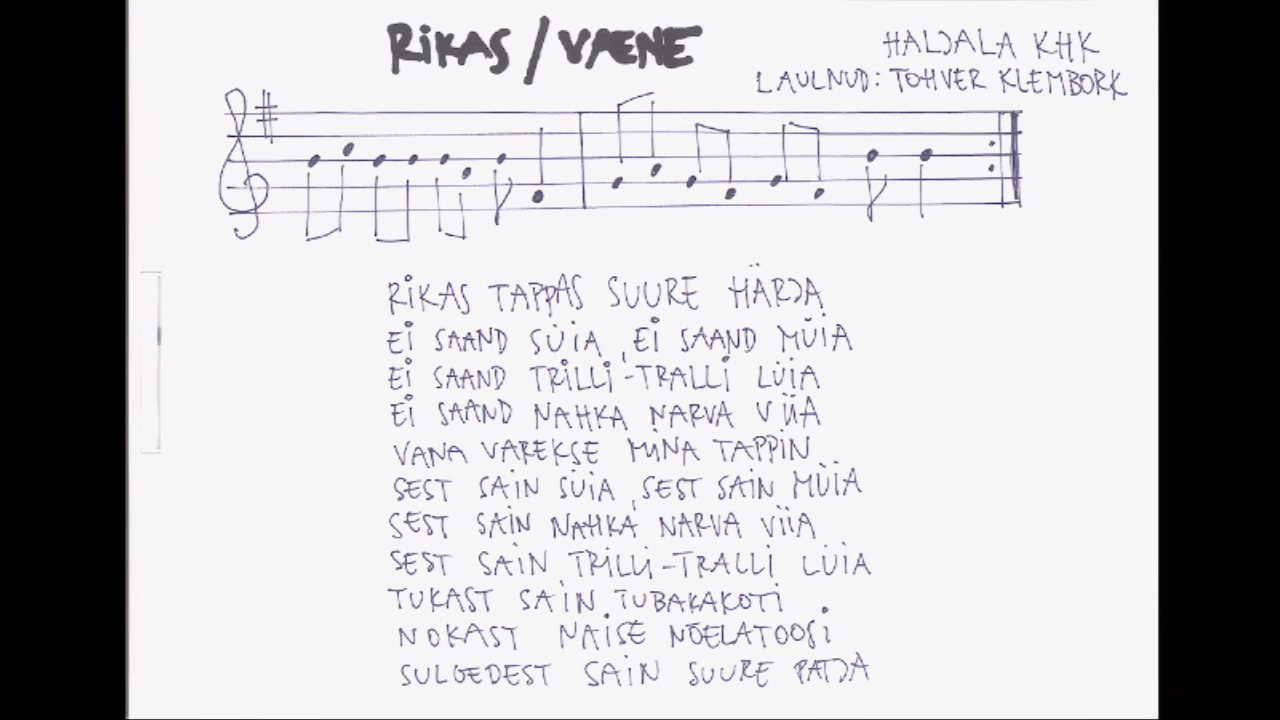 RIKAS / VAENE
HALJALA KHK
LAULNUD: TOHVER KLEMBORK
RIKAS TAPPAS SUURE HÄRJA
EI SAAND SÜIA, EI SAAND MÜIA
EI SAAND TRILLI-TRALLI LÜIA
EI SAAND NAHKA NARVA VIIA
VANA VAREKSE MINA TAPPIN
SEST SAIN SÜIA, SEST SAIN MÜIA
SEST SAIN NAHKA NARVA VIIA
SEST SAIN TRILLI-TRALLI LÜIA
TUKAST SAIN TUBAKAKOTI
NOKAST NAISE NÕELATOOSI
SULGEDEST SAIN SUURE PADJA